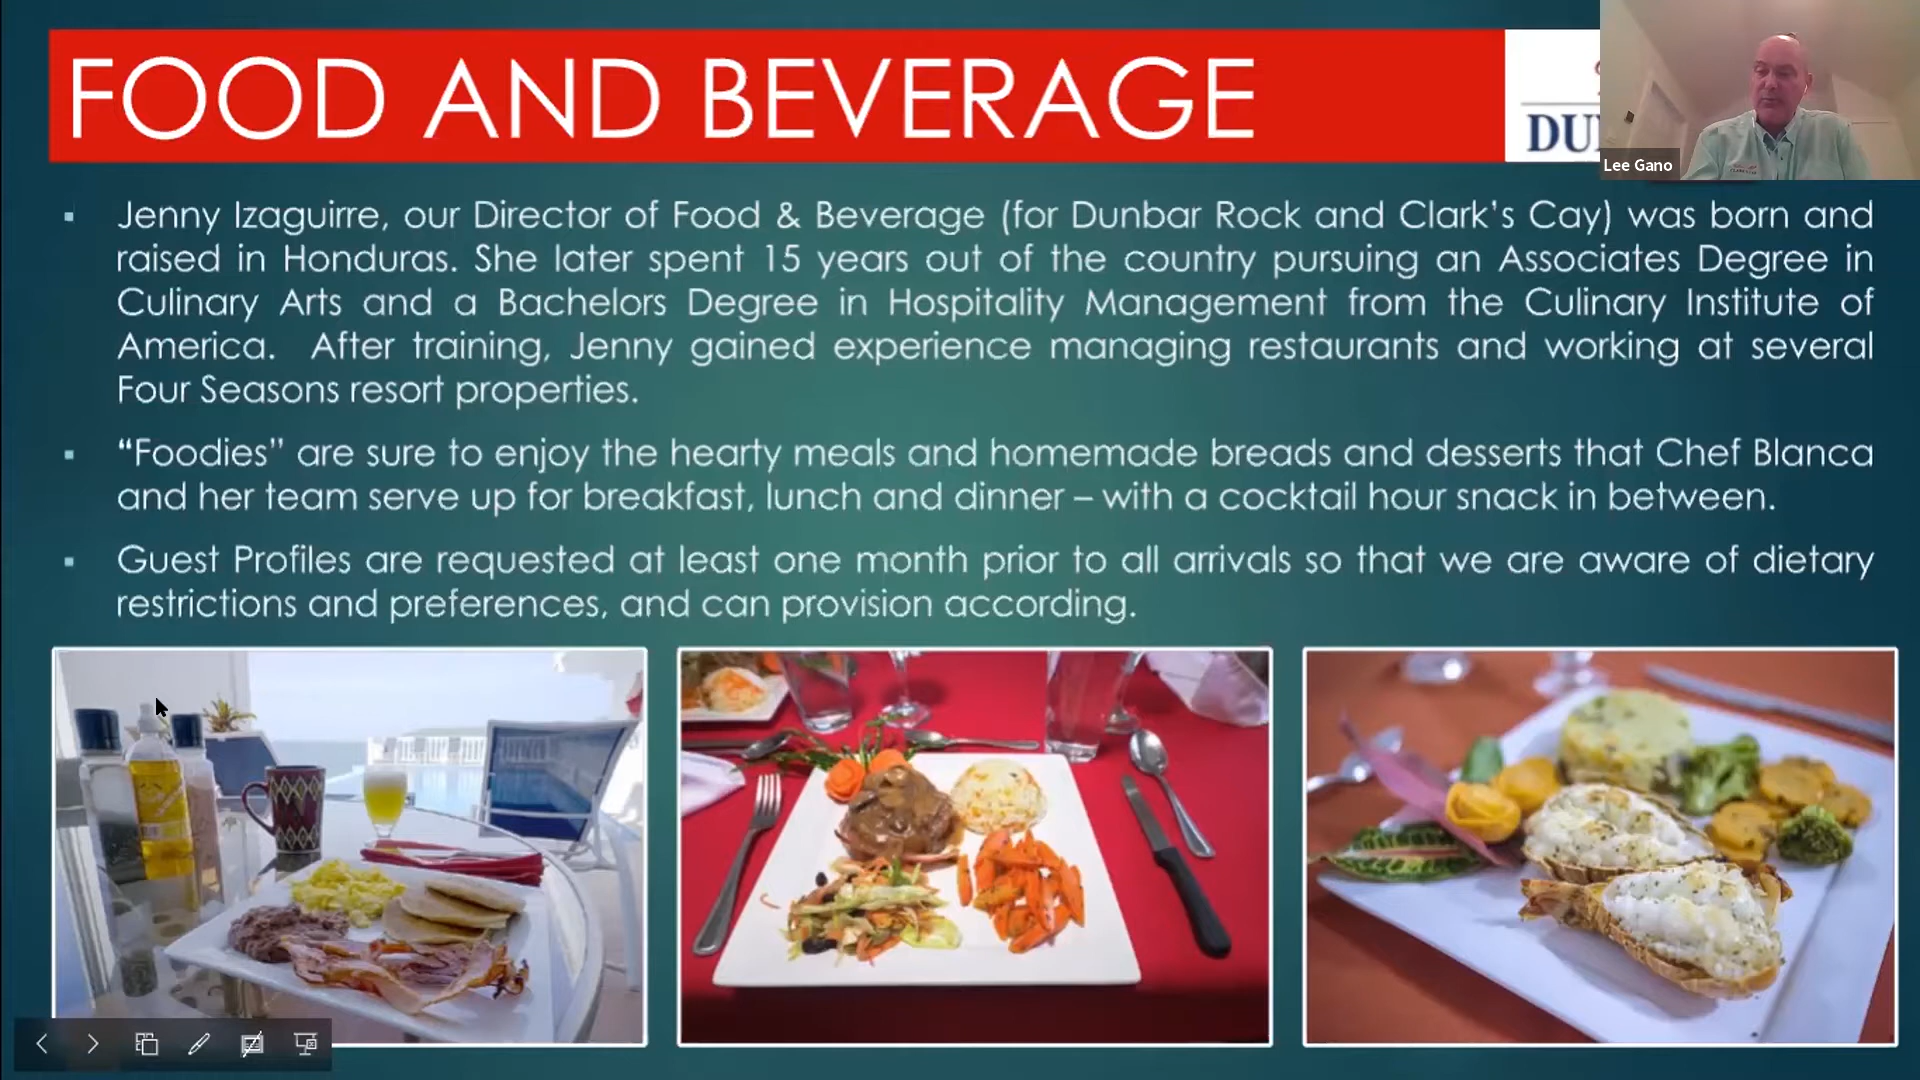 FOOD AND BEVERAGE
Lee Gano
Jenny Izaguirre, our Director of Food & Beverage (for Dunbar Rock and Clark's Cay) was born and
raised in Honduras. She later spent 15 years out of the country pursuing an Associates Degree in
Culinary Arts and a Bachelors Degree in Hospitality Management from the Culinary Institute of
America. After training, Jenny gained experience managing restaurants and working at several
Four Seasons resort properties.
“Foodies” are sure to enjoy the hearty meals and homemade breads and desserts that Chef Blanca
and her team serve up for breakfast, lunch and dinner – with a cocktail hour snack in between.
Guest Profiles are requested at least one month prior to all arrivals so that we are aware of dietary
restrictions and preferences, and can provision according.